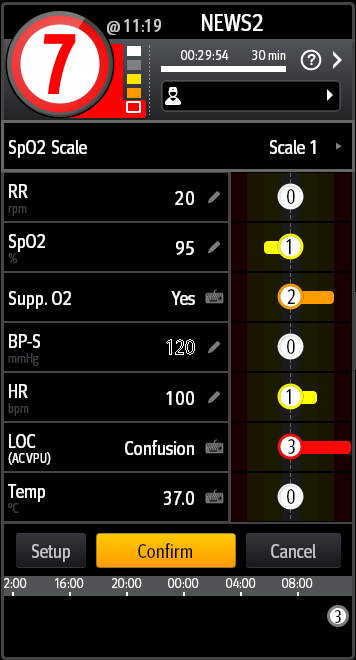 7
@ 11:19
NEWS2
00:29:54 30 min
?
SpO2 Scale Scale 1
RR 20 0
rpm
SpO2 95 1
%
Supp. O2 Yes 2
BP-S 120 0
mmHg
HR 100 1
bpm
LOC Confusion 3
(ACVPU)
Temp 37.0 0
°C
Setup Confirm Cancel
2:00 16:00 20:00 00:00 04:00 08:00
3